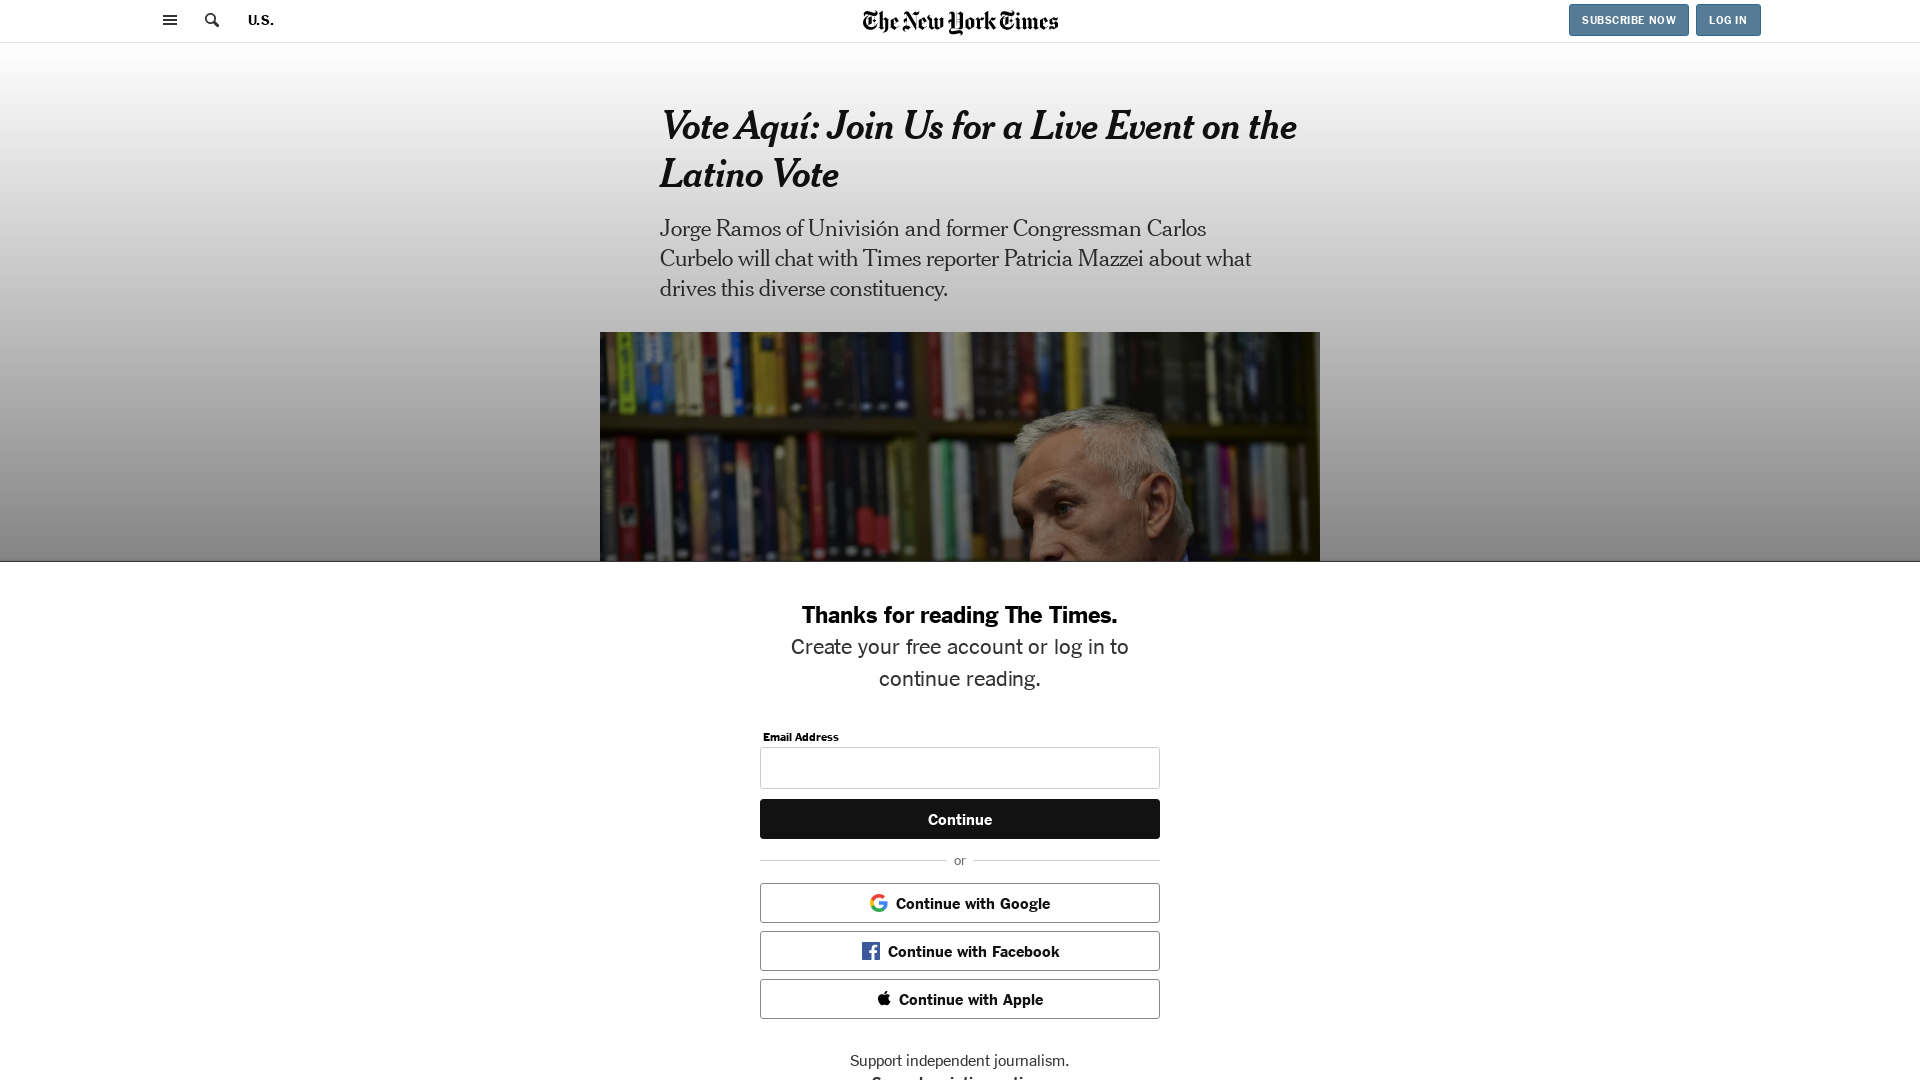 U.S.
The New York Times
SUBSCRIBE NOW
LOG IN
Vote Aquí: Join Us for a Live Event on the
Latino Vote
Jorge Ramos of Univisión and former Congressman Carlos
Curbelo will chat with Times reporter Patricia Mazzei about what
drives this diverse constituency.
Thanks for reading The Times.
Create your free account or log in to
continue reading.
Email Address
Continue
or
Continue with Google
Continue with Facebook
Continue with Apple
Support independent journalism.